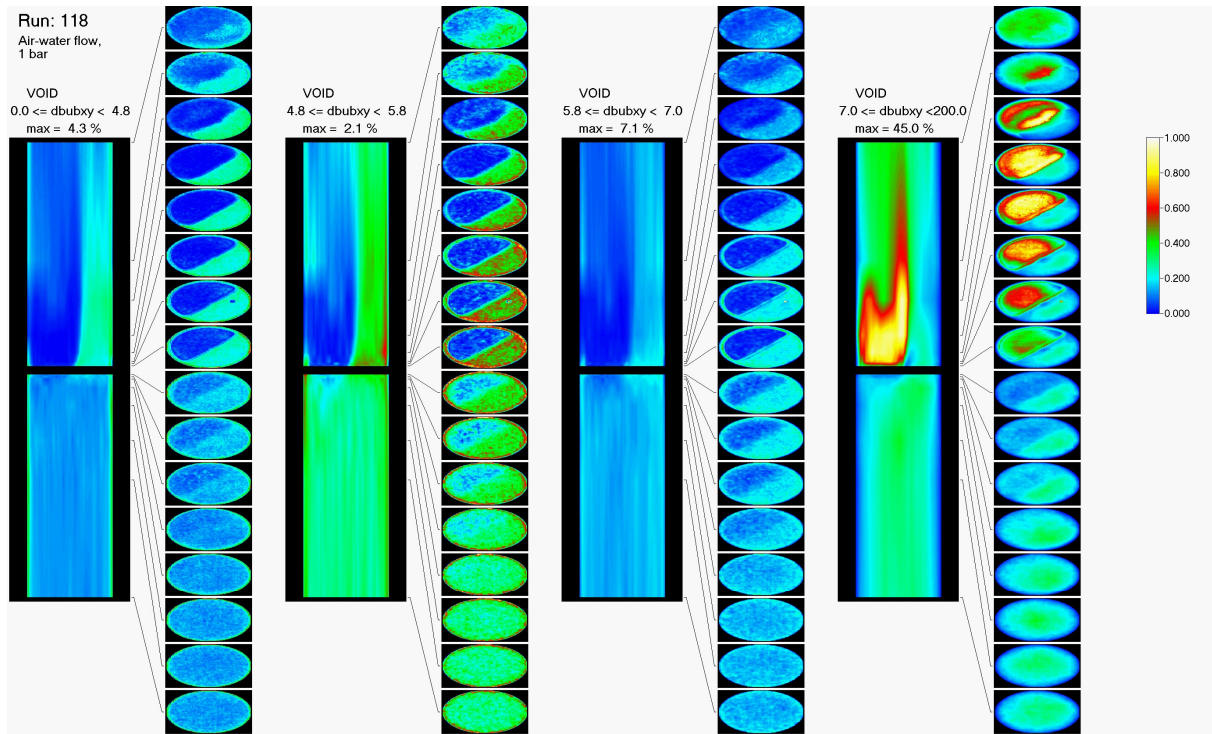 Run: 118
Air-water flow,
1 bar
VOID
0.0 <= dbubxy < 4.8
max = 4.3 %
VOID
4.8 <= dbubxy < 5.8
max = 2.1 %
VOID
5.8 <= dbubxy < 7.0
max = 7.1 %
VOID
7.0 <= dbubxy <200.0
max = 45.0 %
1.000
0.800
0.600
0.400
0.200
0.000